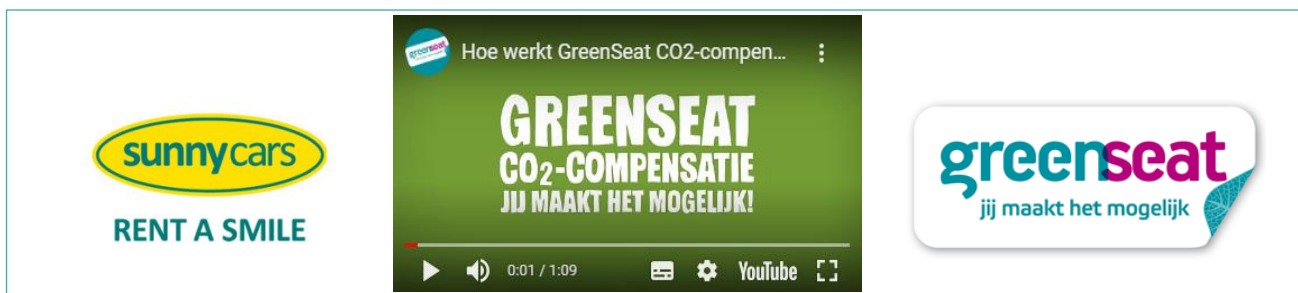 sunnycars
RENT A SMILE
greenseat
Hoe werkt GreenSeat CO2-compen...
GREENSEAT
CO₂-COMPENSATIE
JIJ MAAKT HET MOGELIJK!
0:01 / 1:09
YouTube
greenseat
jij maakt het mogelijk